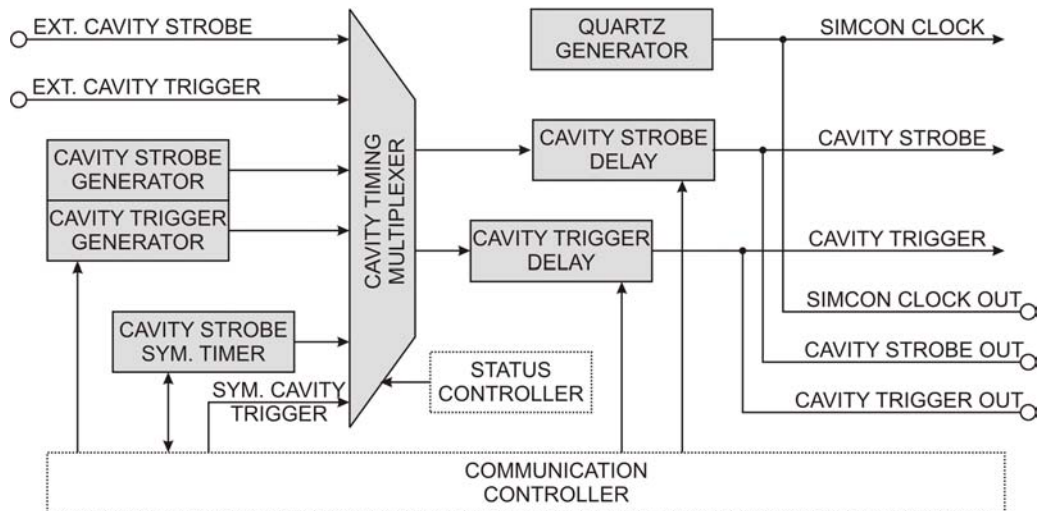 EXT. CAVITY STROBE
EXT. CAVITY TRIGGER
CAVITY STROBE
GENERATOR
CAVITY TRIGGER
GENERATOR
CAVITY STROBE
SYM. TIMER
SYM. CAVITY
TRIGGER
CAVITY TIMING
MULTIPLEXER
STATUS
CONTROLLER
QUARTZ
GENERATOR
CAVITY STROBE
DELAY
CAVITY TRIGGER
DELAY
SIMCON CLOCK
CAVITY STROBE
CAVITY TRIGGER
SIMCON CLOCK OUT
CAVITY STROBE OUT
CAVITY TRIGGER OUT
COMMUNICATION
CONTROLLER